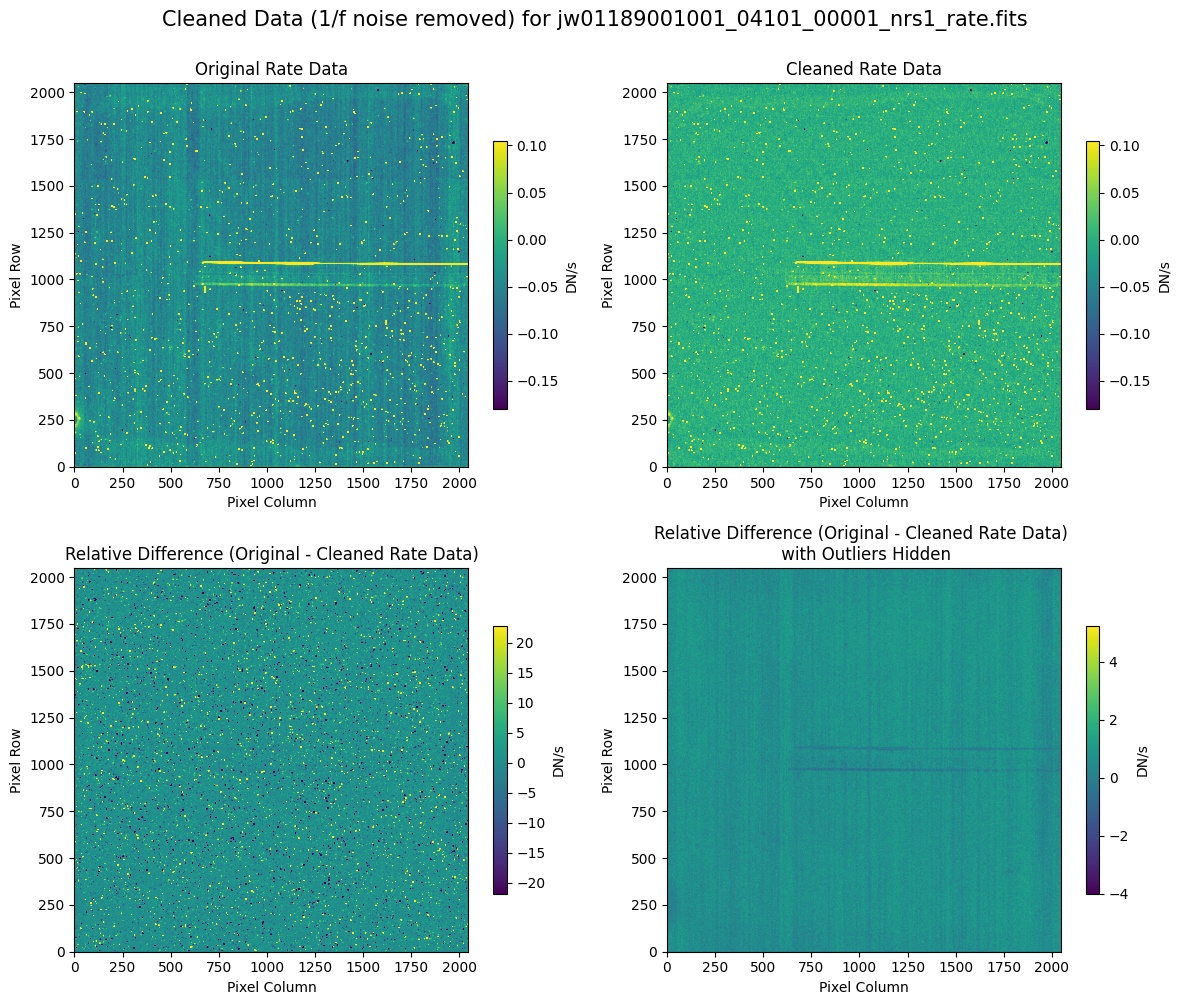 Cleaned Data (1/f noise removed) for jw01189001001_04101_00001_nrs1_rate.fits
Original Rate Data
2000
1750
1500
1250
1000
750
500
250
0
Pixel Row
0 250 500 750 1000 1250 1500 1750 2000
Pixel Column
0.10
0.05
0.00
−0.05
−0.10
−0.15
DN/s
Cleaned Rate Data
2000
1750
1500
1250
1000
750
500
250
0
Pixel Row
0 250 500 750 1000 1250 1500 1750 2000
Pixel Column
0.10
0.05
0.00
−0.05
−0.10
−0.15
DN/s
Relative Difference (Original - Cleaned Rate Data)
2000
1750
1500
1250
1000
750
500
250
0
Pixel Row
0 250 500 750 1000 1250 1500 1750 2000
Pixel Column
20
15
10
5
0
−5
−10
−15
−20
DN/s
Relative Difference (Original - Cleaned Rate Data)
with Outliers Hidden
2000
1750
1500
1250
1000
750
500
250
0
Pixel Row
0 250 500 750 1000 1250 1500 1750 2000
Pixel Column
4
2
0
−2
−4
DN/s